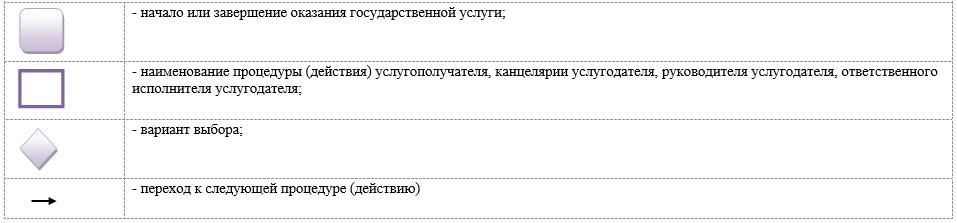 - начало или завершение оказания государственной услуги;
- наименование процедуры (действия) услугополучателя, канцелярии услугодателя, руководителя услугодателя, ответственного
исполнителя услугодателя;
- вариант выбора;
- переход к следующей процедуре (действию)